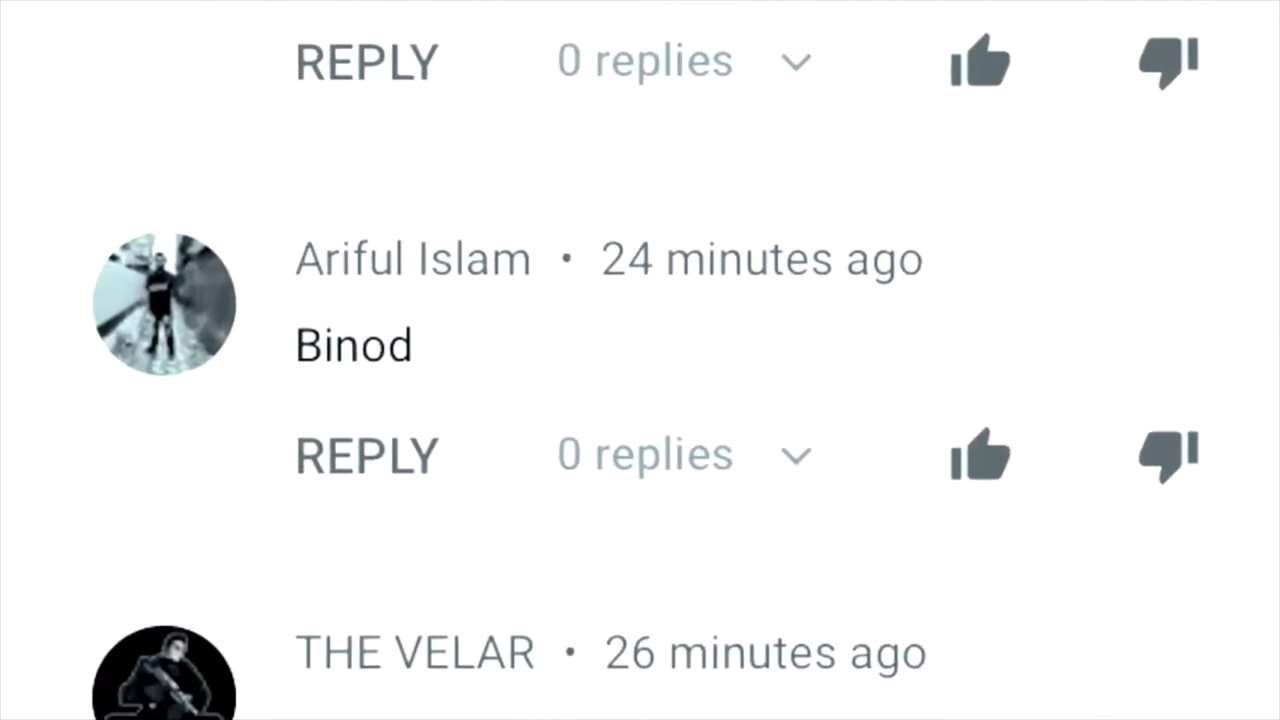 REPLY 0 replies
Ariful Islam • 24 minutes ago
Binod
REPLY 0 replies
THE VELAR • 26 minutes ago